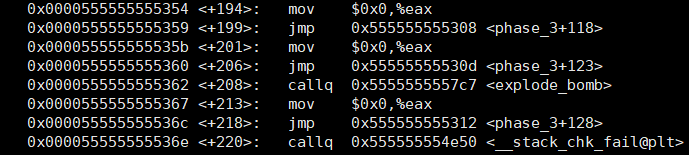 0x0000555555555354 <+194>: mov $0x0,%eax
0x0000555555555359 <+199>: jmp 0x555555555308 <phase_3+118>
0x000055555555535b <+201>: mov $0x0,%eax
0x0000555555555360 <+206>: jmp 0x55555555530d <phase_3+123>
0x0000555555555362 <+208>: callq 0x5555555557c7 <explode_bomb>
0x0000555555555367 <+213>: mov $0x0,%eax
0x000055555555536c <+218>: jmp 0x555555555312 <phase_3+128>
0x000055555555536e <+220>: callq 0x555555554e50 <__stack_chk_fail@plt>